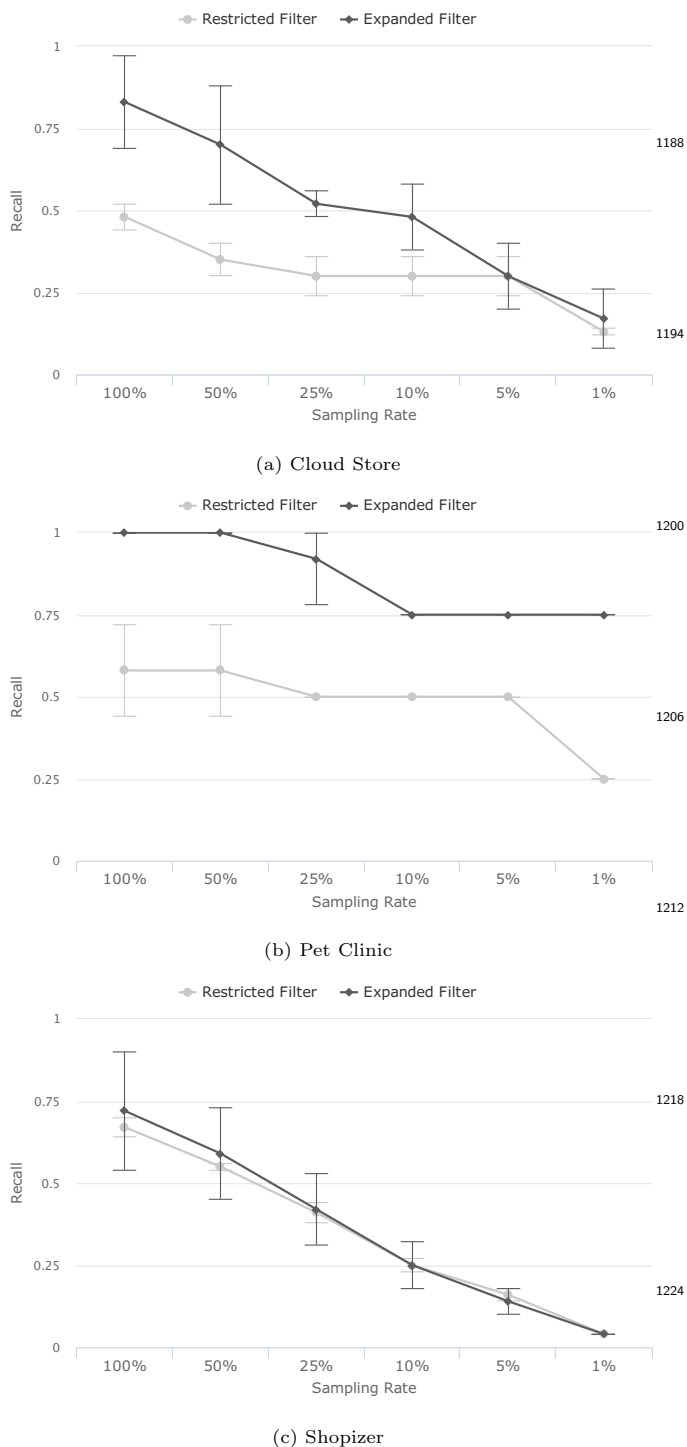 Restricted Filter Expanded Filter
1
0.75
0.5
0.25
0
Recall
100% 50% 25% 10% 5% 1%
Sampling Rate
(a) Cloud Store
1188
1194
Restricted Filter Expanded Filter
1
0.75
0.5
0.25
0
Recall
100% 50% 25% 10% 5% 1%
Sampling Rate
(b) Pet Clinic
1200
1206
1212
Restricted Filter Expanded Filter
1
0.75
0.5
0.25
0
Recall
100% 50% 25% 10% 5% 1%
Sampling Rate
(c) Shopizer
1218
1224